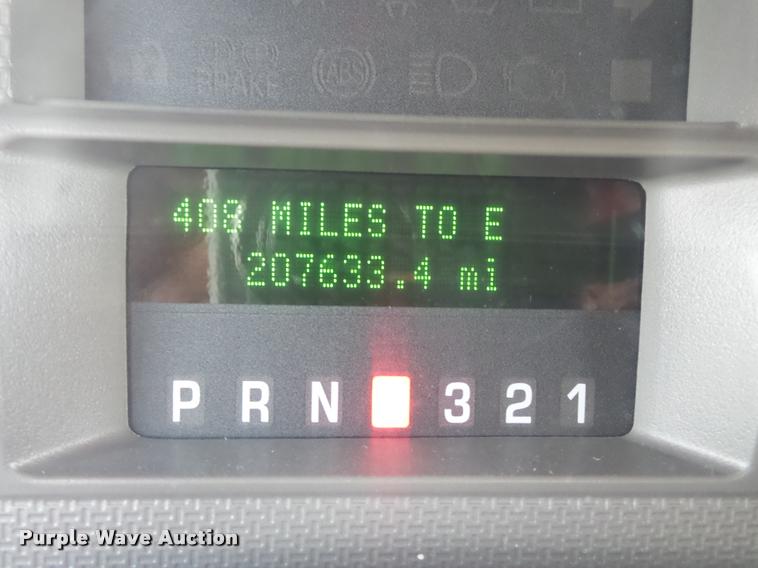 BRAKE ABS
408 MILES TO E
207633.4 mi
P R N 3 2 1
Purple Wave Auction